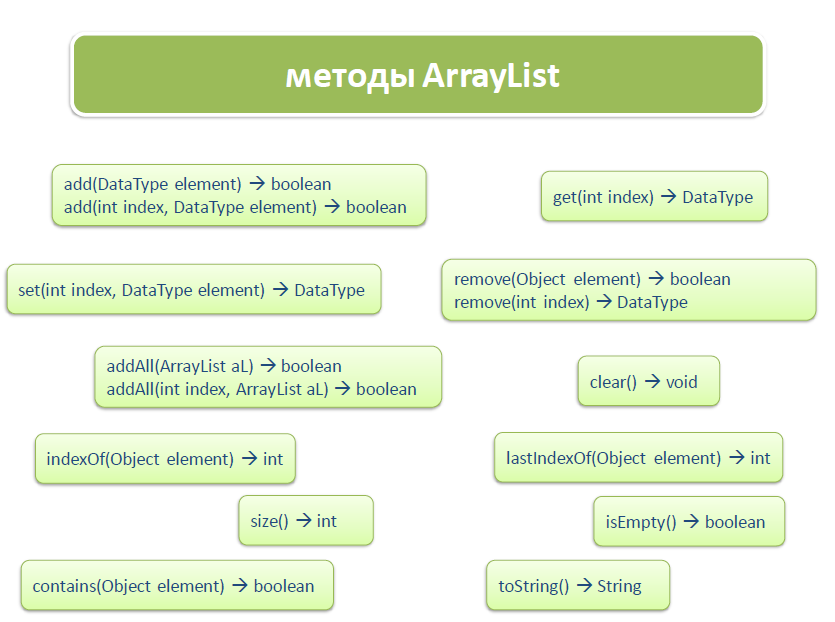 методы ArrayList
add(DataType element) → boolean
add(int index, DataType element) → boolean
get(int index) → DataType
set(int index, DataType element) → DataType
remove(Object element) → boolean
remove(int index) → DataType
addAll(ArrayList aL) → boolean
addAll(int index, ArrayList aL) → boolean
clear() → void
indexOf(Object element) → int
lastIndexOf(Object element) → int
size() → int
isEmpty() → boolean
contains(Object element) → boolean
toString() → String